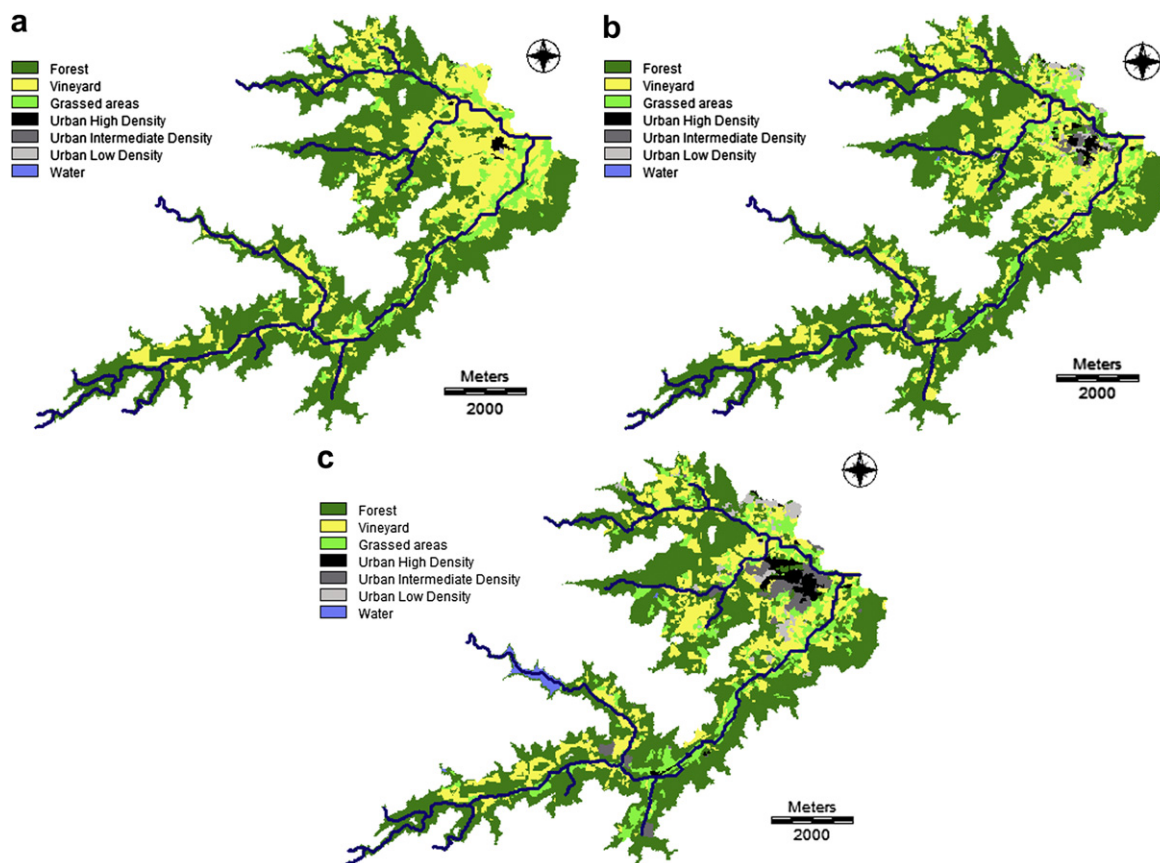 a
Forest
Vineyard
Grassed areas
Urban High Density
Urban Intermediate Density
Urban Low Density
Water
Meters
2000
b
Forest
Vineyard
Grassed areas
Urban High Density
Urban Intermediate Density
Urban Low Density
Water
Meters
2000
c
Forest
Vineyard
Grassed areas
Urban High Density
Urban Intermediate Density
Urban Low Density
Water
Meters
2000